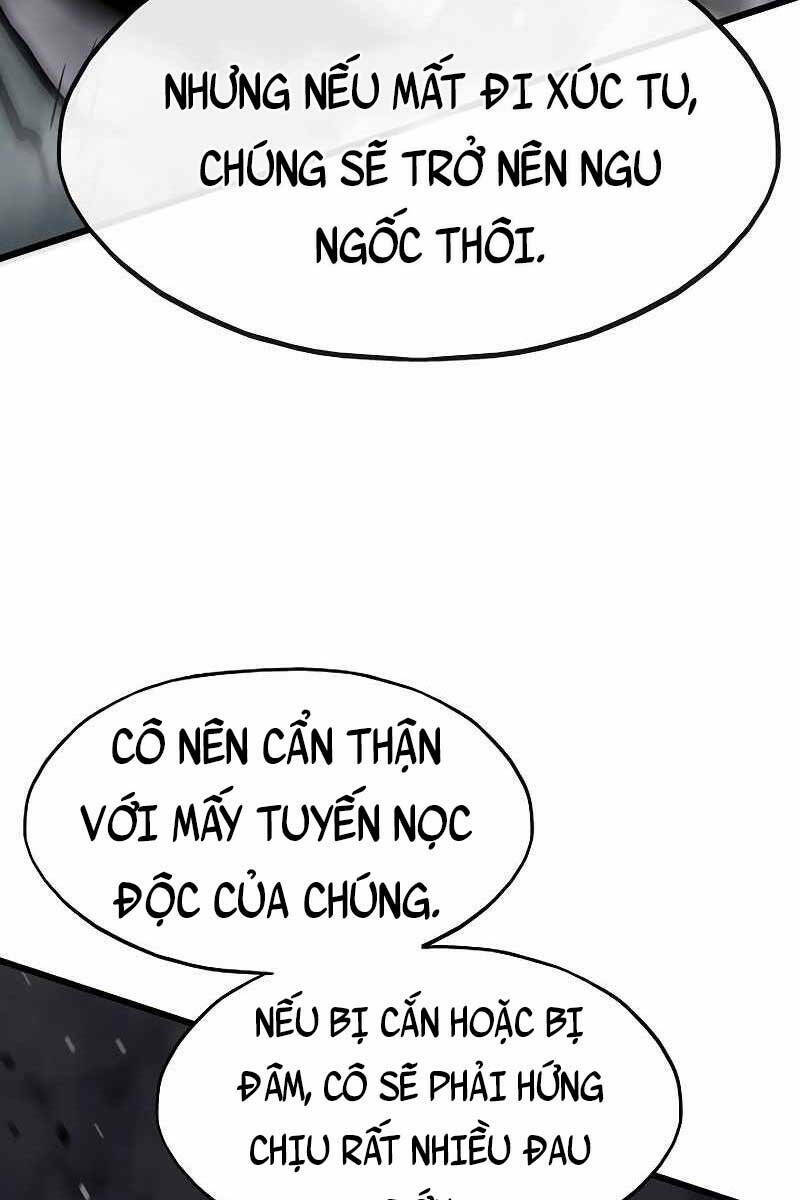 NHƯNG NẾU MẤT ĐI XÚC TU,
CHÚNG SẼ TRỞ NÊN NGU
NGỐC THÔI.
CÔ NÊN CẨN THẬN
VỚI MẤY TUYẾN NỌC
ĐỘC CỦA CHÚNG.
NẾU BỊ CẮN HOẶC BỊ
ĐÂM, CÔ SẼ PHẢI HỨNG
CHỊU RẤT NHIỀU ĐAU